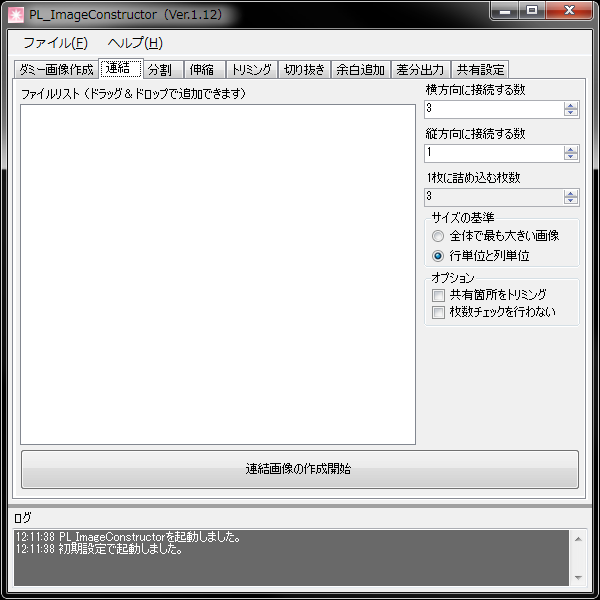 PL_ImageConstructor（Ver.1.12）
ファイル(F) ヘルプ(H)
ダミー画像作成 連結 分割 伸縮 トリミング 切り抜き 余白追加 差分出力 共有設定
ファイルリスト（ドラッグ＆ドロップで追加できます）
横方向に接続する数
3
縦方向に接続する数
1
1枚に詰め込む枚数
3
サイズの基準
全体で最も大きい画像
行単位と列単位
オプション
共有箇所をトリミング
枚数チェックを行わない
連結画像の作成開始
ログ
12:11:38 PL_ImageConstructorを起動しました。
12:11:38 初期設定で起動しました。